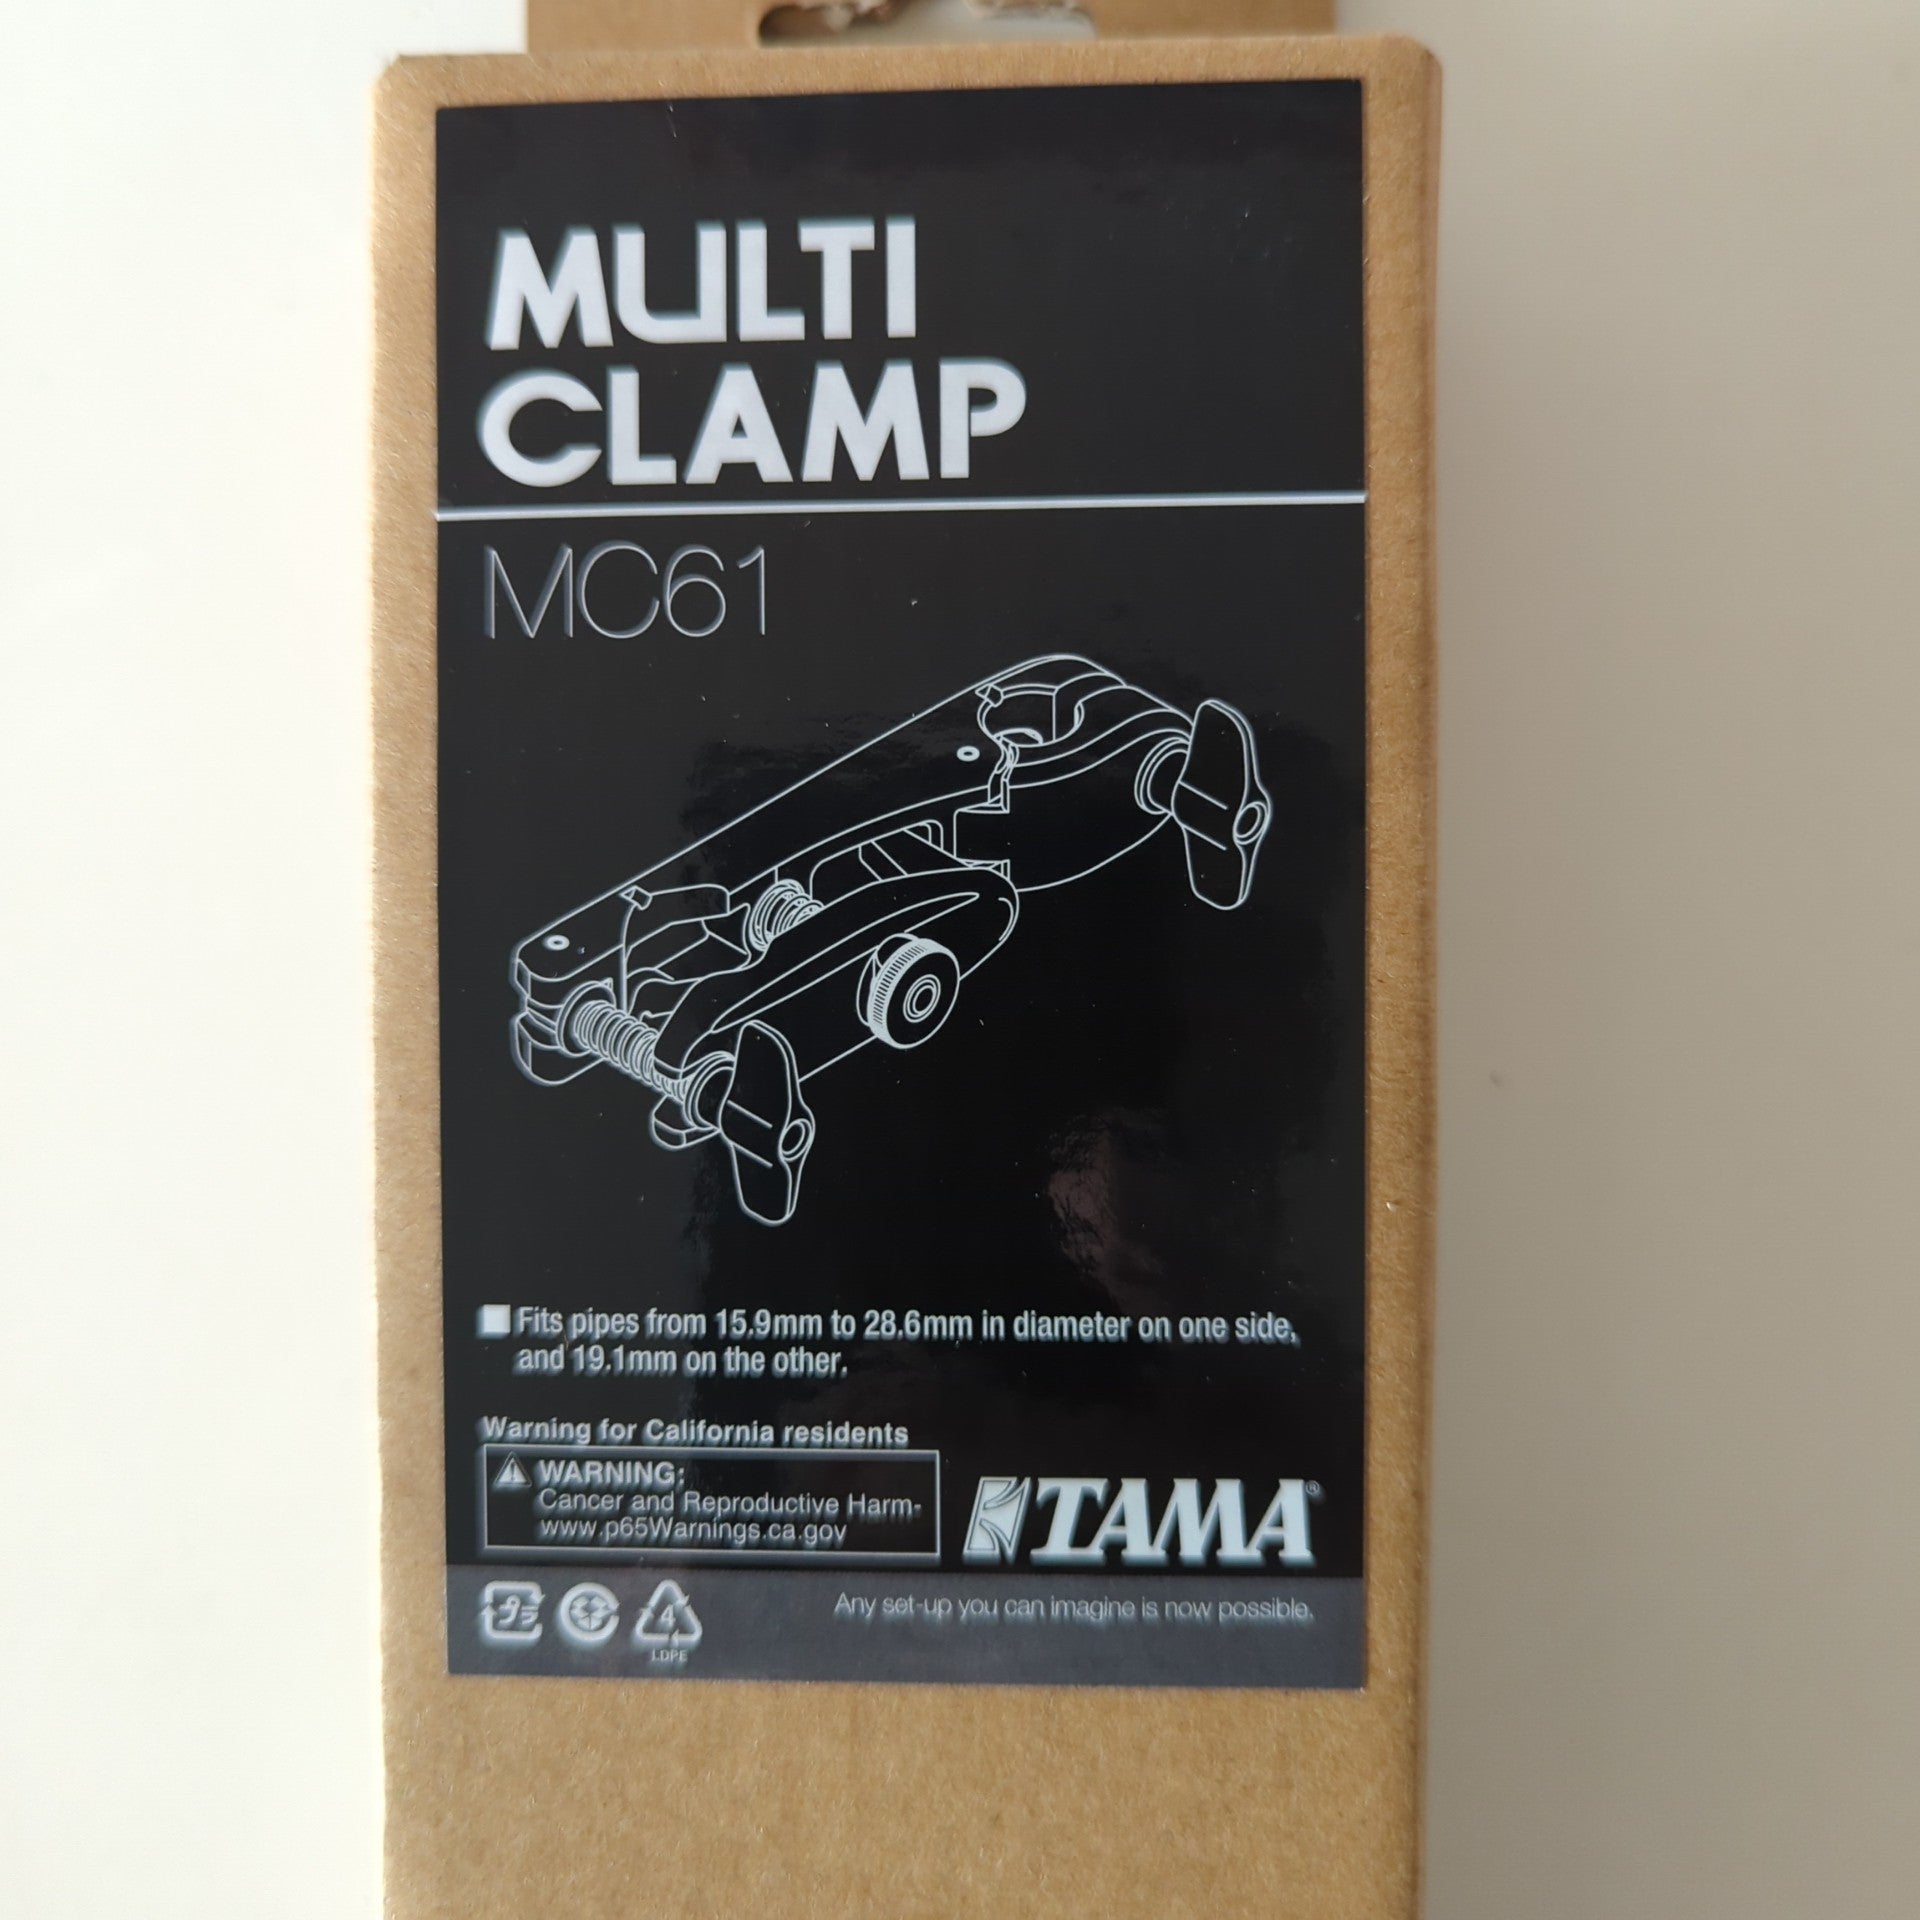 MULTI
CLAMP
MC61
Fits pipes from 15.9mm to 28.6mm in diameter on one side,
and 19.1mm on the other.
Warning for California residents
WARNING:
Cancer and Reproductive Harm-
www.p65Warnings.ca.gov
TAMA®
プラ
4
LDPE
Any set-up you can imagine is now possible.